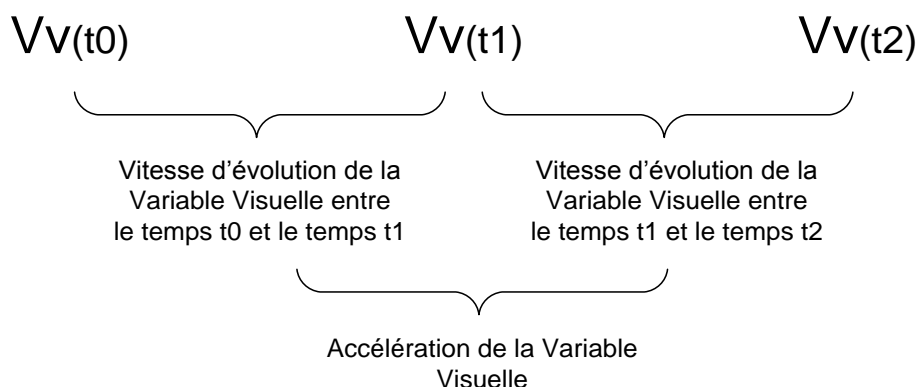 Vv(t0) Vv(t1) Vv(t2)
Vitesse d'évolution de la
Variable Visuelle entre
le temps t0 et le temps t1
Vitesse d'évolution de la
Variable Visuelle entre
le temps t1 et le temps t2
Accélération de la Variable
Visuelle